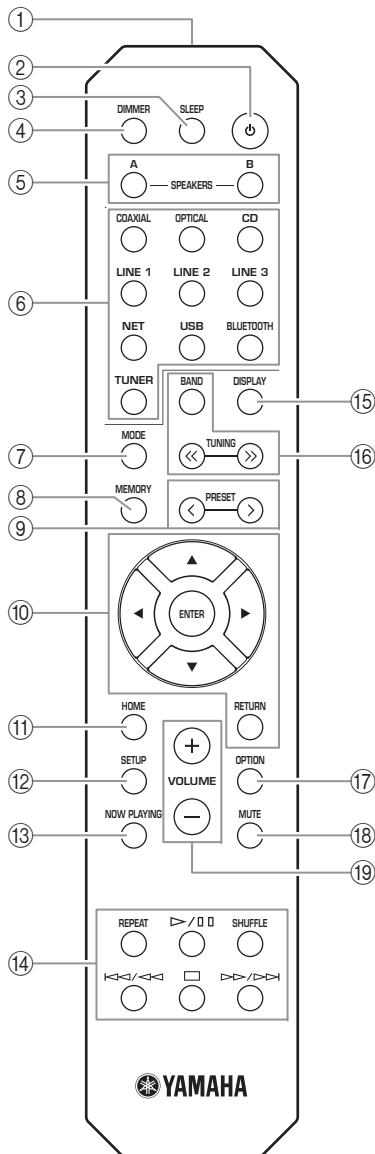 ①
②
③
DIMMER SLEEP
④
A B
⑤ SPEAKERS
COAXIAL OPTICAL CD
LINE 1 LINE 2 LINE 3
⑥
NET USB BLUETOOTH
TUNER BAND DISPLAY
⑮
MODE TUNING
⑦ ⑯
MEMORY
⑧ PRESET
⑨
⑩ ENTER
HOME RETURN
⑪
SETUP OPTION
⑫ VOLUME ⑰
NOW PLAYING MUTE
⑬ ⑱
⑲
REPEAT SHUFFLE
⑭
YAMAHA